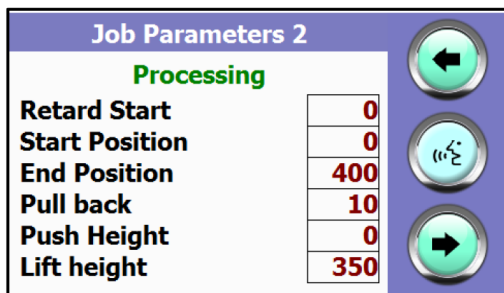 Job Parameters 2
Processing
Retard Start 0
Start Position 0
End Position 400
Pull back 10
Push Height 0
Lift height 350